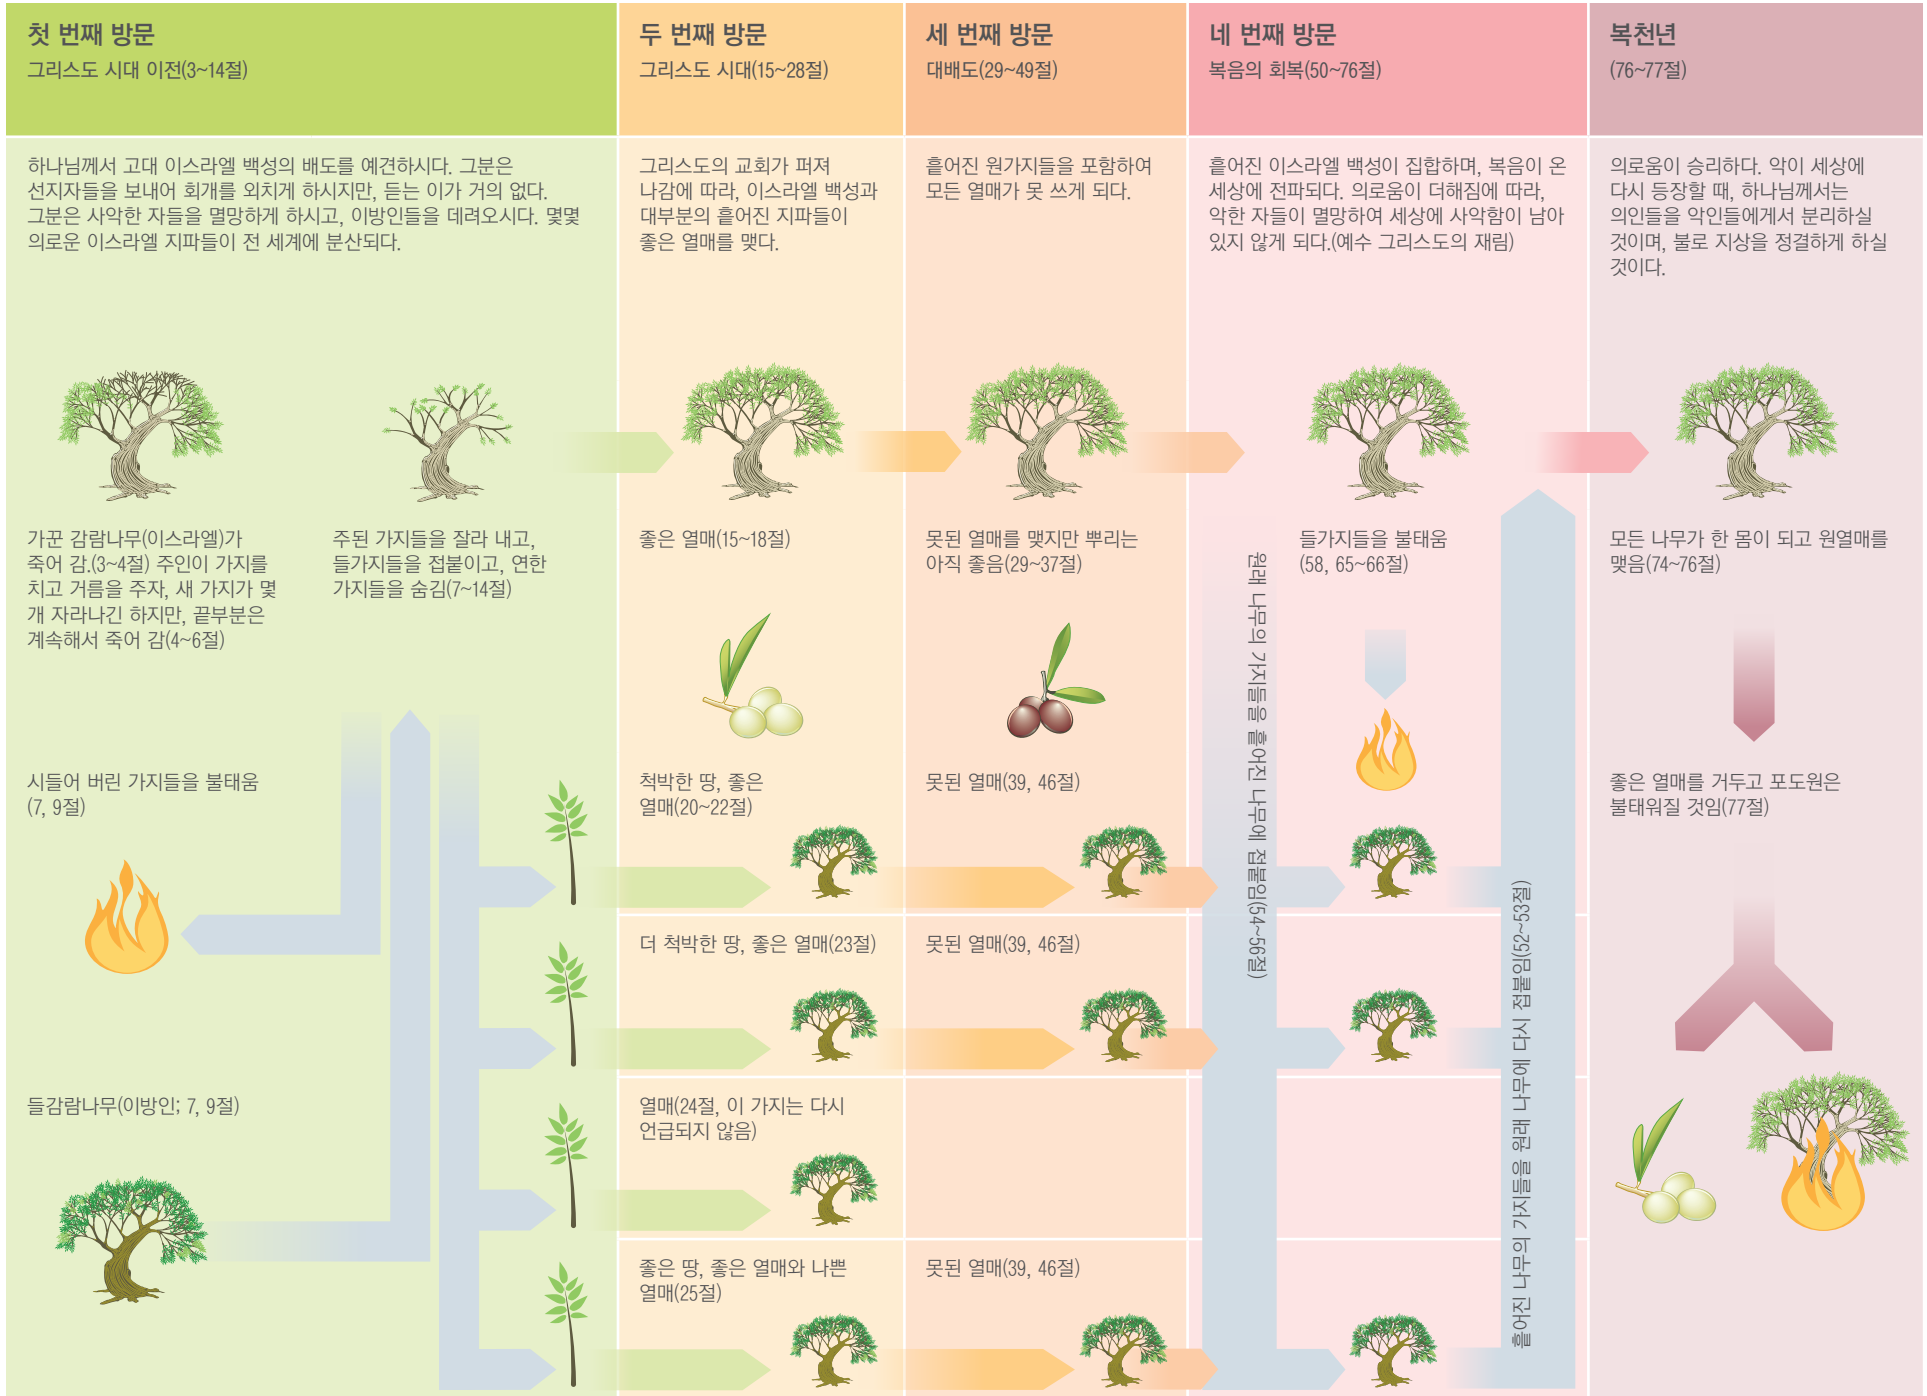 첫 번째 방문
그리스도 시대 이전(3~14절)
하나님께서 고대 이스라엘 백성의 배도를 예견하시다. 그분은
선지자들을 보내어 회개를 외치게 하시지만, 듣는 이가 거의 없다.
그분은 사악한 자들을 멸망하게 하시고, 이방인들을 데려오시다. 몇몇
의로운 이스라엘 지파들이 전 세계에 분산되다.
가꾼 감람나무(이스라엘)가
죽어 감.(3~4절) 주인이 가지를
치고 거름을 주자, 새 가지가 몇
개 자라나긴 하지만, 끝부분은
계속해서 죽어 감(4~6절)
주된 가지들을 잘라 내고,
들가지들을 접붙이고, 연한
가지들을 숨김(7~14절)
시들어 버린 가지들을 불태움
(7, 9절)
들감람나무(이방인; 7, 9절)
두 번째 방문
그리스도 시대(15~28절)
그리스도의 교회가 퍼져
나감에 따라, 이스라엘 백성과
대부분의 흩어진 지파들이
좋은 열매를 맺다.
좋은 열매(15~18절)
척박한 땅, 좋은
열매(20~22절)
더 척박한 땅, 좋은 열매(23절)
열매(24절, 이 가지는 다시
언급되지 않음)
좋은 땅, 좋은 열매와 나쁜
열매(25절)
세 번째 방문
대배도(29~49절)
흩어진 원가지들을 포함하여
모든 열매가 못 쓰게 되다.
못된 열매를 맺지만 뿌리는
아직 좋음(29~37절)
못된 열매(39, 46절)
못된 열매(39, 46절)
못된 열매(39, 46절)
네 번째 방문
복음의 회복(50~76절)
흩어진 이스라엘 백성이 집합하며, 복음이 온
세상에 전파되다. 의로움이 더해짐에 따라,
악한 자들이 멸망하여 세상에 사악함이 남아
있지 않게 되다.(예수 그리스도의 재림)
원래 나무의 가지들을 흩어진 나무에 접붙임(54~56절)
들가지들을 불태움
(58, 65~66절)
흩어진 나무의 가지들을 원래 나무에 다시 접붙임(52~53절)
복천년
(76~77절)
의로움이 승리하다. 악이 세상에
다시 등장할 때, 하나님께서는
의인들을 악인들에게서 분리하실
것이며, 불로 지상을 정결하게 하실
것이다.
모든 나무가 한 몸이 되고 원열매를
맺음(74~76절)
좋은 열매를 거두고 포도원은
불태워질 것임(77절)